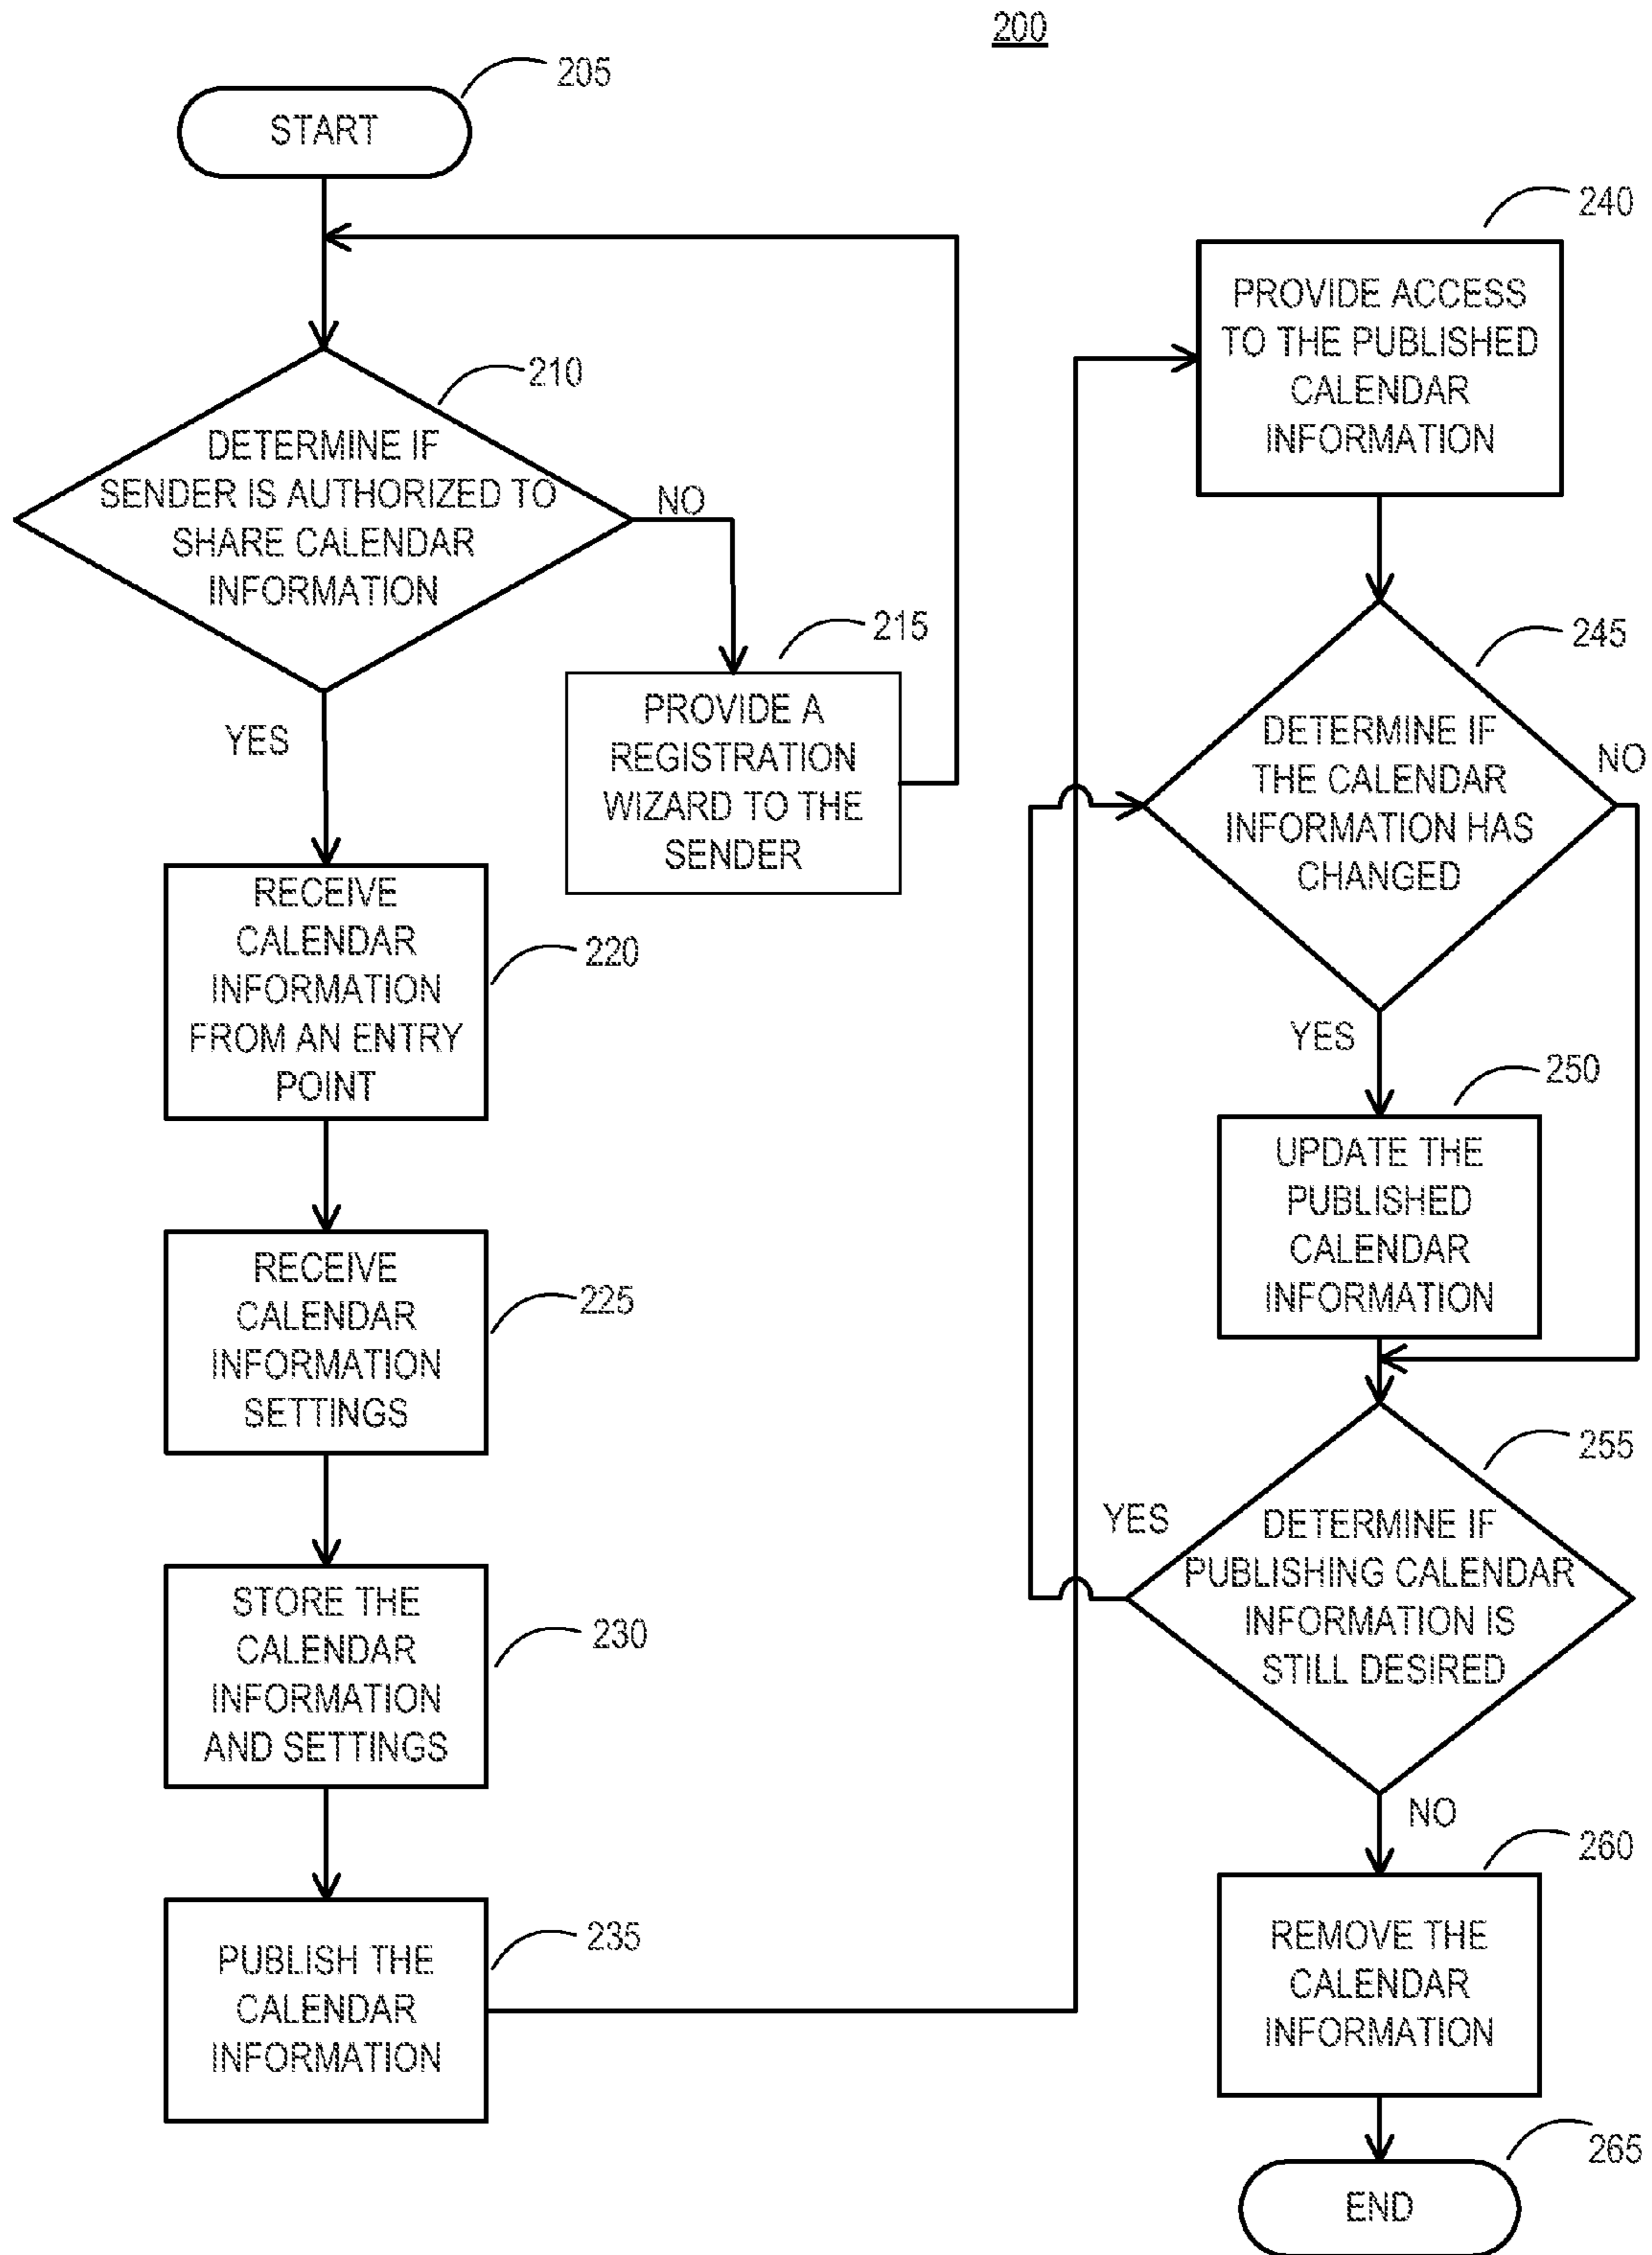 200
START
205
DETERMINE IF
SENDER IS AUTHORIZED TO
SHARE CALENDAR
INFORMATION
210
NO
YES
PROVIDE A
REGISTRATION
WIZARD TO THE
SENDER
215
RECEIVE
CALENDAR
INFORMATION
FROM AN ENTRY
POINT
220
RECEIVE
CALENDAR
INFORMATION
SETTINGS
225
STORE THE
CALENDAR
INFORMATION
AND SETTINGS
230
PUBLISH THE
CALENDAR
INFORMATION
235
PROVIDE ACCESS
TO THE PUBLISHED
CALENDAR
INFORMATION
240
DETERMINE IF
THE CALENDAR
INFORMATION HAS
CHANGED
245
NO
YES
UPDATE THE
PUBLISHED
CALENDAR
INFORMATION
250
DETERMINE IF
PUBLISHING CALENDAR
INFORMATION IS
STILL DESIRED
255
YES
NO
REMOVE THE
CALENDAR
INFORMATION
260
END
265